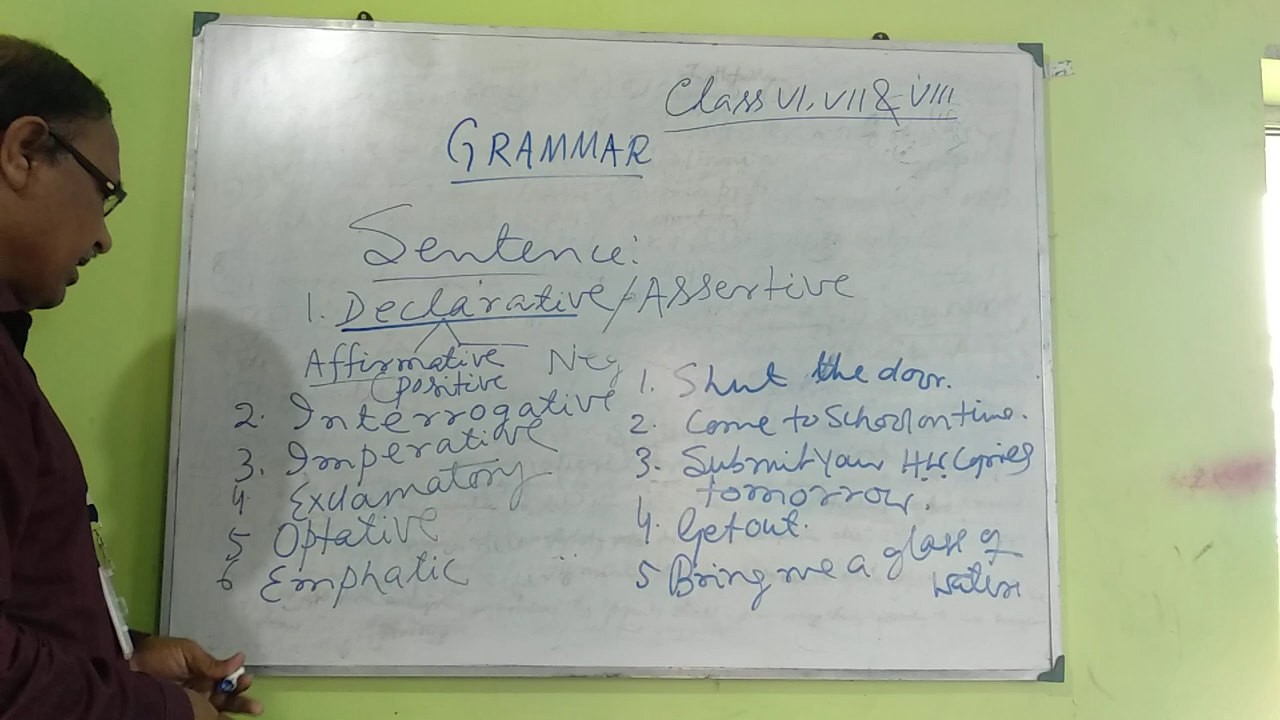 Class VI, VII & VIII
GRAMMAR
Sentence:
1. Declarative/Assertive
Affirmative Neg
(positive
2. Interrogative
3. Imperative
4. Exclamatory
5 Optative
6 Emphatic
1. Shut the door.
2. Come to School on time.
3. Submit Your H.W. Copies
tomorrow.
4. Get out.
5 Bring me a glass of
water